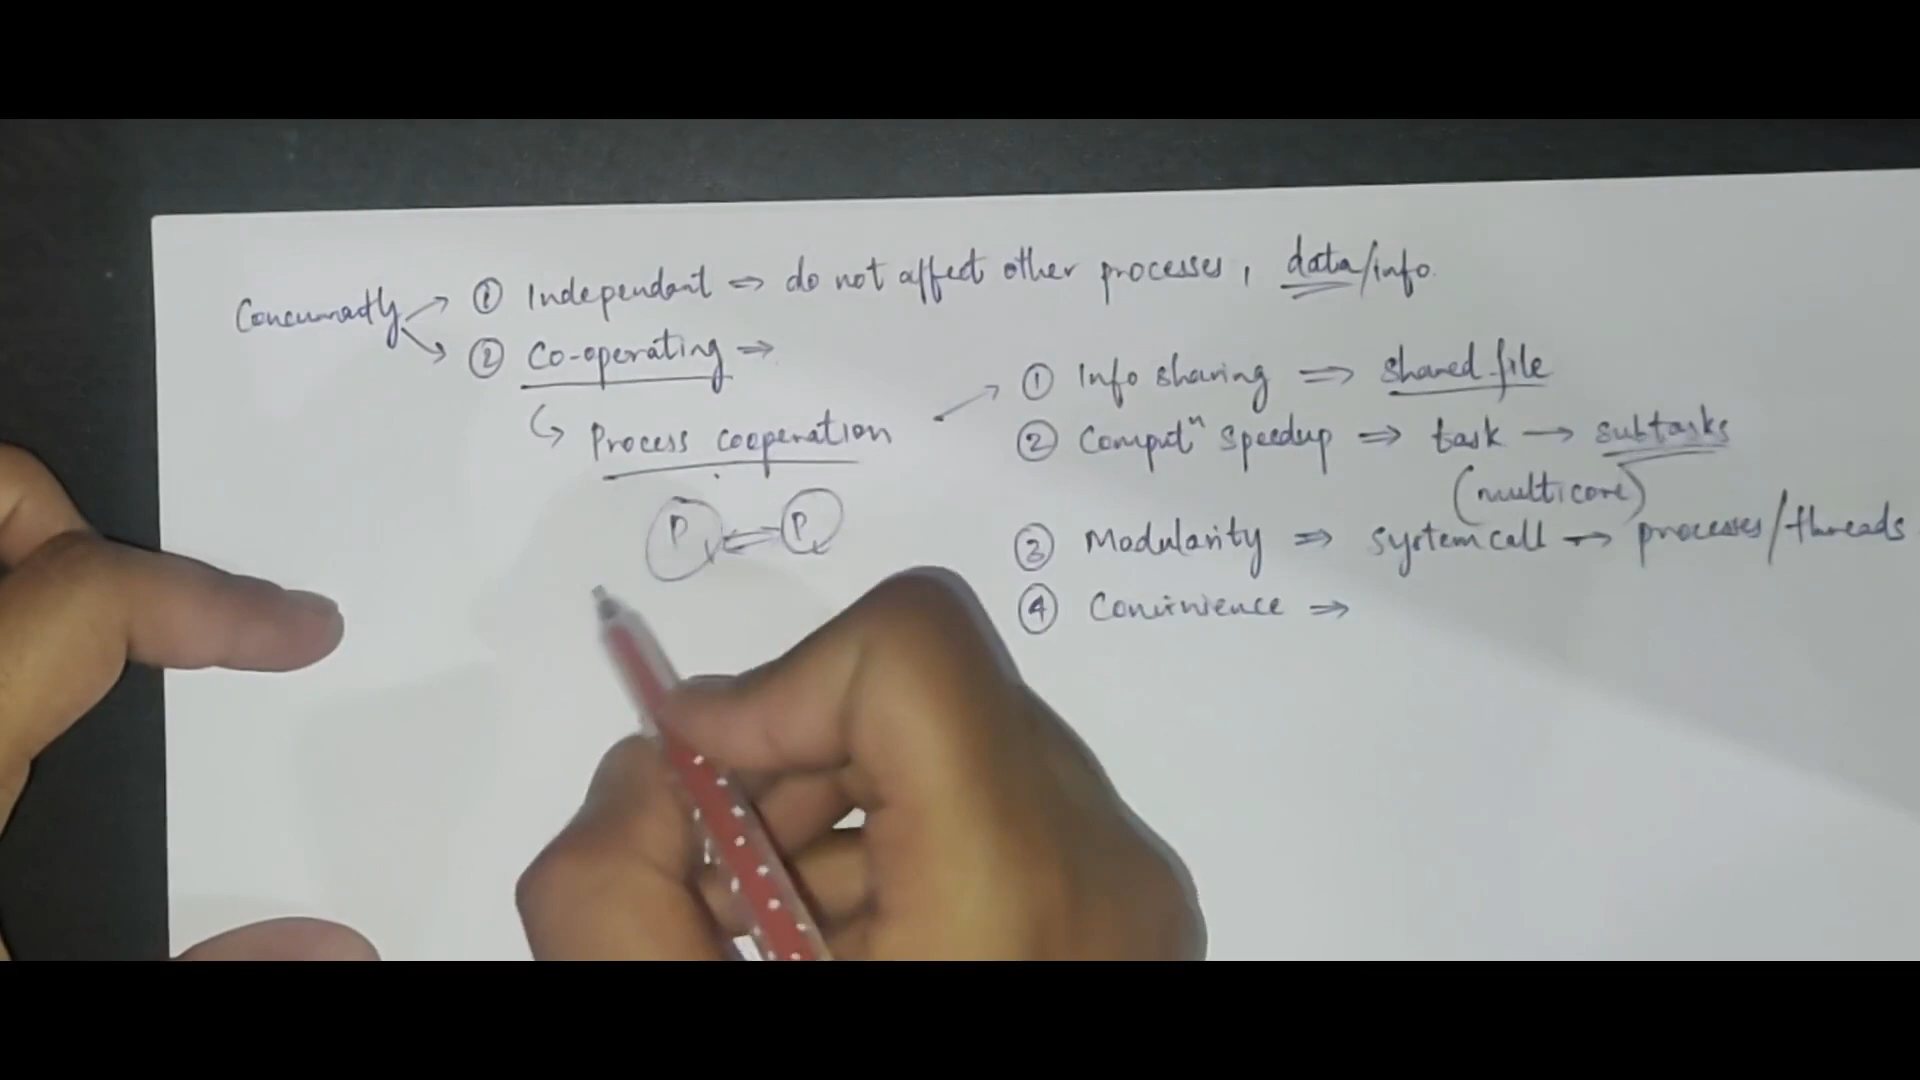 Concurrently → ① Independant ⇒ do not affect other processes, data/info.
→ ② Co-operating ⇒
↳ Process cooperation
P ⇌ P
① Info sharing ⇒ shared file
② Computⁿ speedup ⇒ task → subtasks
(multicore)
③ Modularity ⇒ system call → processes/threads
④ Convinience ⇒